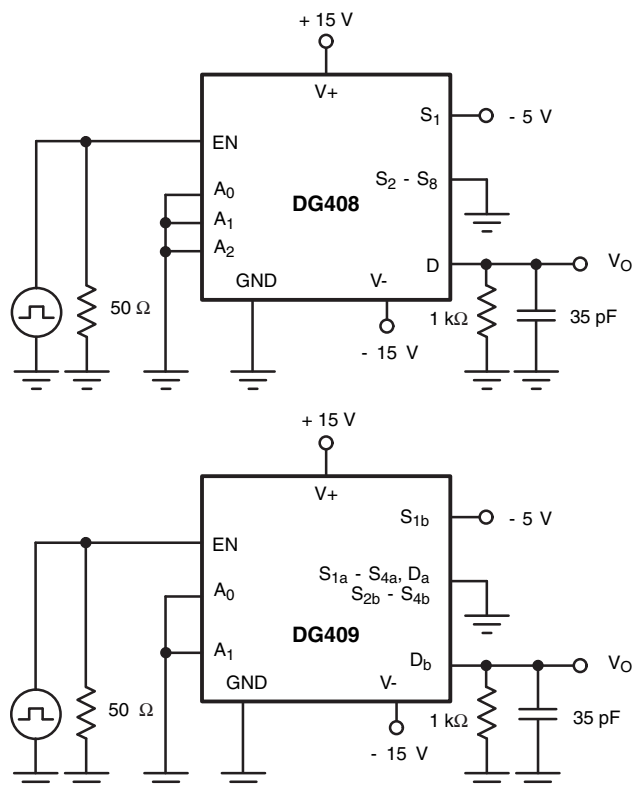 + 15 V
V+
S1
- 5 V
EN
S2 - S8
A0
DG408
A1
A2
D
VO
GND
V-
50 Ω
1 kΩ
35 pF
- 15 V
+ 15 V
V+
S1b
- 5 V
EN
S1a - S4a, Da
S2b - S4b
A0
DG409
A1
Db
VO
GND
V-
50 Ω
1 kΩ
35 pF
- 15 V